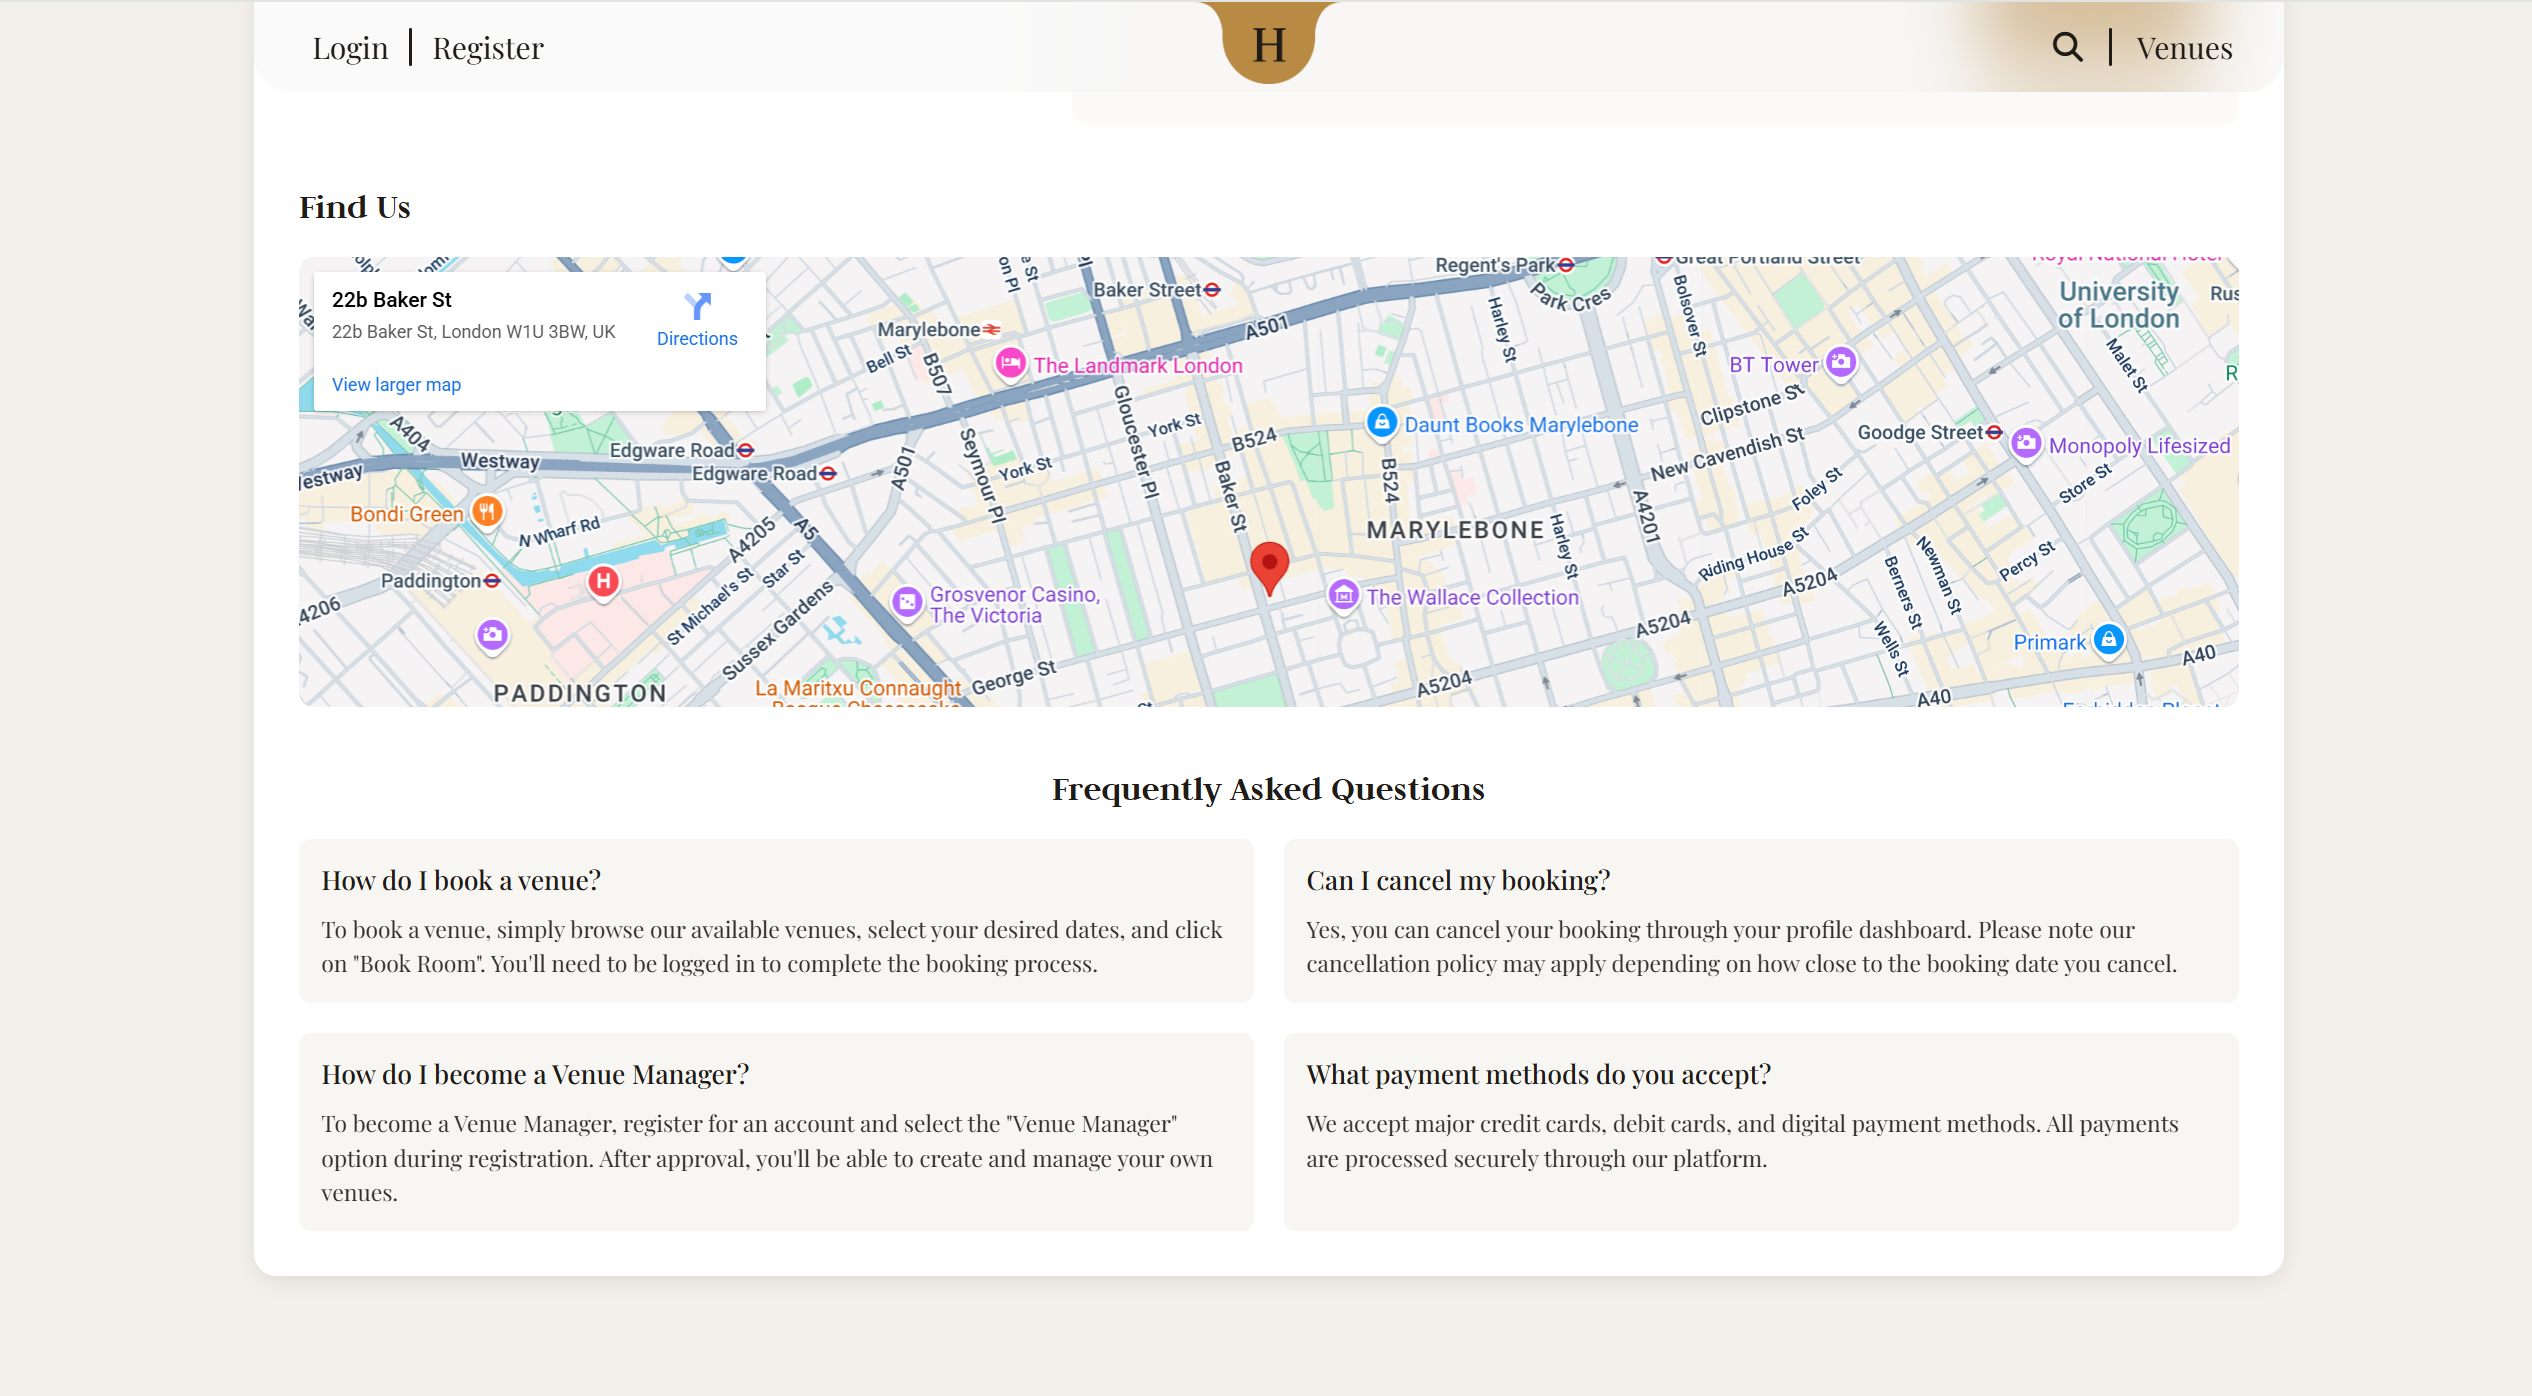 Login | Register
H
Venues
Find Us
22b Baker St
22b Baker St, London W1U 3BW, UK
Directions
View larger map
Regent's Park
Great Portland Street
Baker Street
Park Cres
University
of London
Bolsover St
Harley St
Marylebone
A501
Bell St
B507
The Landmark London
BT Tower
Malet St
Gloucester Pl
Clipstone St
A404
York St
B524
Daunt Books Marylebone
New Cavendish St
Goodge Street
Monopoly Lifesized
Edgware Road
Westway
Edgware Road
A501
Seymour Pl
York St
Baker St
B524
Foley St
Store St
Westway
Bondi Green
N Wharf Rd
A4205
A5
MARYLEBONE
Harley St
A4201
Riding House St
Newman St
Percy St
Paddington
Star St
St Michael's St
Grosvenor Casino,
The Victoria
The Wallace Collection
A5204
Berners St
A4206
Sussex Gardens
A5204
Wells St
Primark
A40
PADDINGTON
La Maritxu Connaught
George St
A5204
A40
Frequently Asked Questions
How do I book a venue?
To book a venue, simply browse our available venues, select your desired dates, and click
on "Book Room". You'll need to be logged in to complete the booking process.
Can I cancel my booking?
Yes, you can cancel your booking through your profile dashboard. Please note our
cancellation policy may apply depending on how close to the booking date you cancel.
How do I become a Venue Manager?
To become a Venue Manager, register for an account and select the "Venue Manager"
option during registration. After approval, you'll be able to create and manage your own
venues.
What payment methods do you accept?
We accept major credit cards, debit cards, and digital payment methods. All payments
are processed securely through our platform.